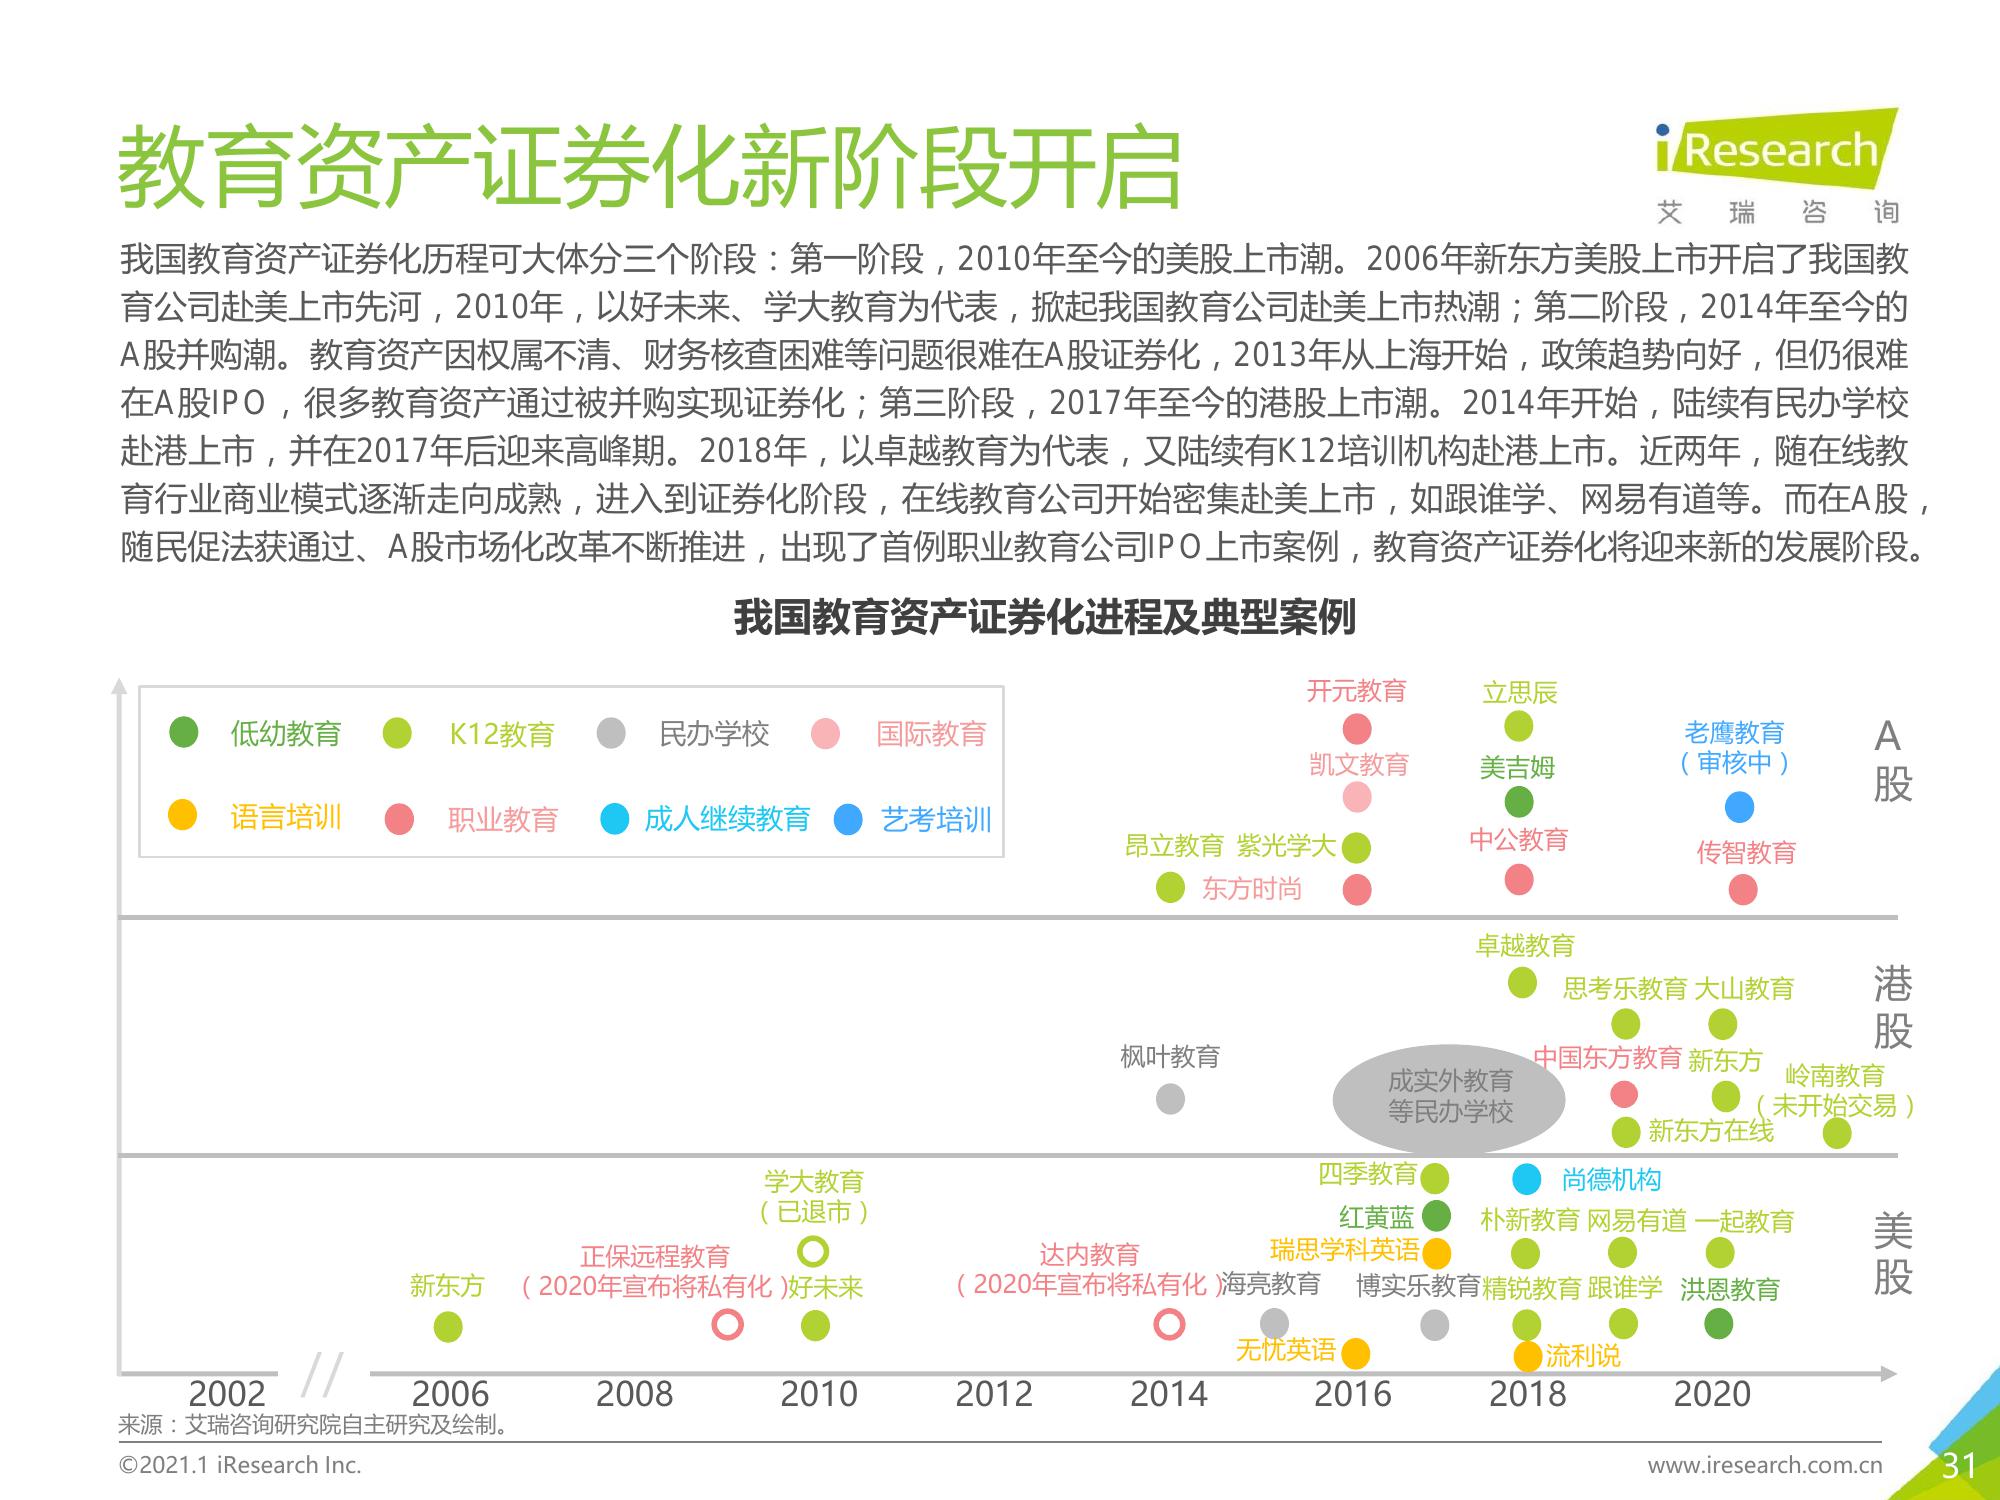 教育资产证券化新阶段开启
iResearch
艾瑞咨询
我国教育资产证券化历程可大体分三个阶段：第一阶段，2010年至今的美股上市潮。2006年新东方美股上市开启了我国教
育公司赴美上市先河，2010年，以好未来、学大教育为代表，掀起我国教育公司赴美上市热潮；第二阶段，2014年至今的
A股并购潮。教育资产因权属不清、财务核查困难等问题很难在A股证券化，2013年从上海开始，政策趋势向好，但仍很难
在A股IPO，很多教育资产通过被并购实现证券化；第三阶段，2017年至今的港股上市潮。2014年开始，陆续有民办学校
赴港上市，并在2017年后迎来高峰期。2018年，以卓越教育为代表，又陆续有K12培训机构赴港上市。近两年，随在线教
育行业商业模式逐渐走向成熟，进入到证券化阶段，在线教育公司开始密集赴美上市，如跟谁学、网易有道等。而在A股，
随民促法获通过、A股市场化改革不断推进，出现了首例职业教育公司IPO上市案例，教育资产证券化将迎来新的发展阶段。
我国教育资产证券化进程及典型案例
低幼教育 K12教育 民办学校 国际教育
语言培训 职业教育 成人继续教育 艺考培训
开元教育 立思辰
老鹰教育
（审核中）
凯文教育 美吉姆
昂立教育 紫光学大 中公教育 传智教育
东方时尚
A
股
卓越教育
思考乐教育 大山教育
枫叶教育
成实外教育
等民办学校
中国东方教育 新东方
岭南教育
（未开始交易）
新东方在线
港
股
学大教育
（已退市）
四季教育 尚德机构
红黄蓝 朴新教育 网易有道 一起教育
正保远程教育
（2020年宣布将私有化）
达内教育
（2020年宣布将私有化）
瑞思学科英语
新东方 好未来 海亮教育 博实乐教育 精锐教育 跟谁学 洪恩教育
无忧英语 流利说
美
股
2002 2006 2008 2010 2012 2014 2016 2018 2020
来源：艾瑞咨询研究院自主研究及绘制。
©2021.1 iResearch Inc.
www.iresearch.com.cn
31